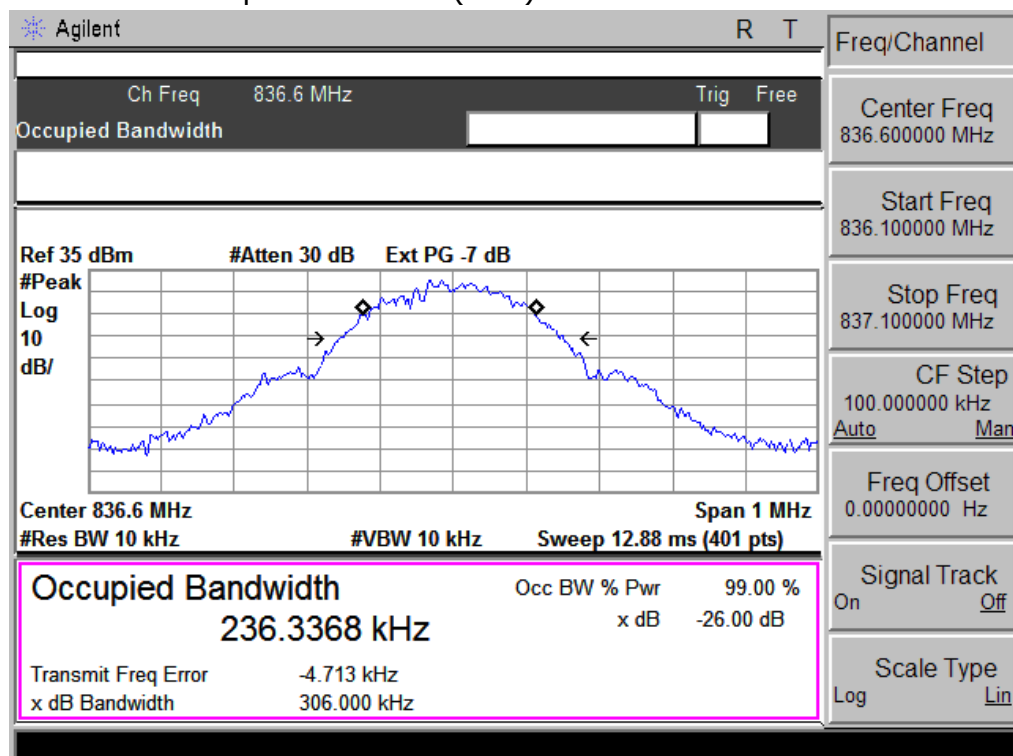 Agilent R T
Freq/Channel
Ch Freq 836.6 MHz Trig Free
Occupied Bandwidth
Center Freq
836.600000 MHz
Start Freq
836.100000 MHz
Ref 35 dBm #Atten 30 dB Ext PG -7 dB
#Peak
Log
10
dB/
Stop Freq
837.100000 MHz
CF Step
100.000000 kHz
Auto Man
Center 836.6 MHz Span 1 MHz
#Res BW 10 kHz #VBW 10 kHz Sweep 12.88 ms (401 pts)
Freq Offset
0.00000000 Hz
Occupied Bandwidth Occ BW % Pwr 99.00 %
236.3368 kHz x dB -26.00 dB
Transmit Freq Error -4.713 kHz
x dB Bandwidth 306.000 kHz
Signal Track
On Off
Scale Type
Log Lin